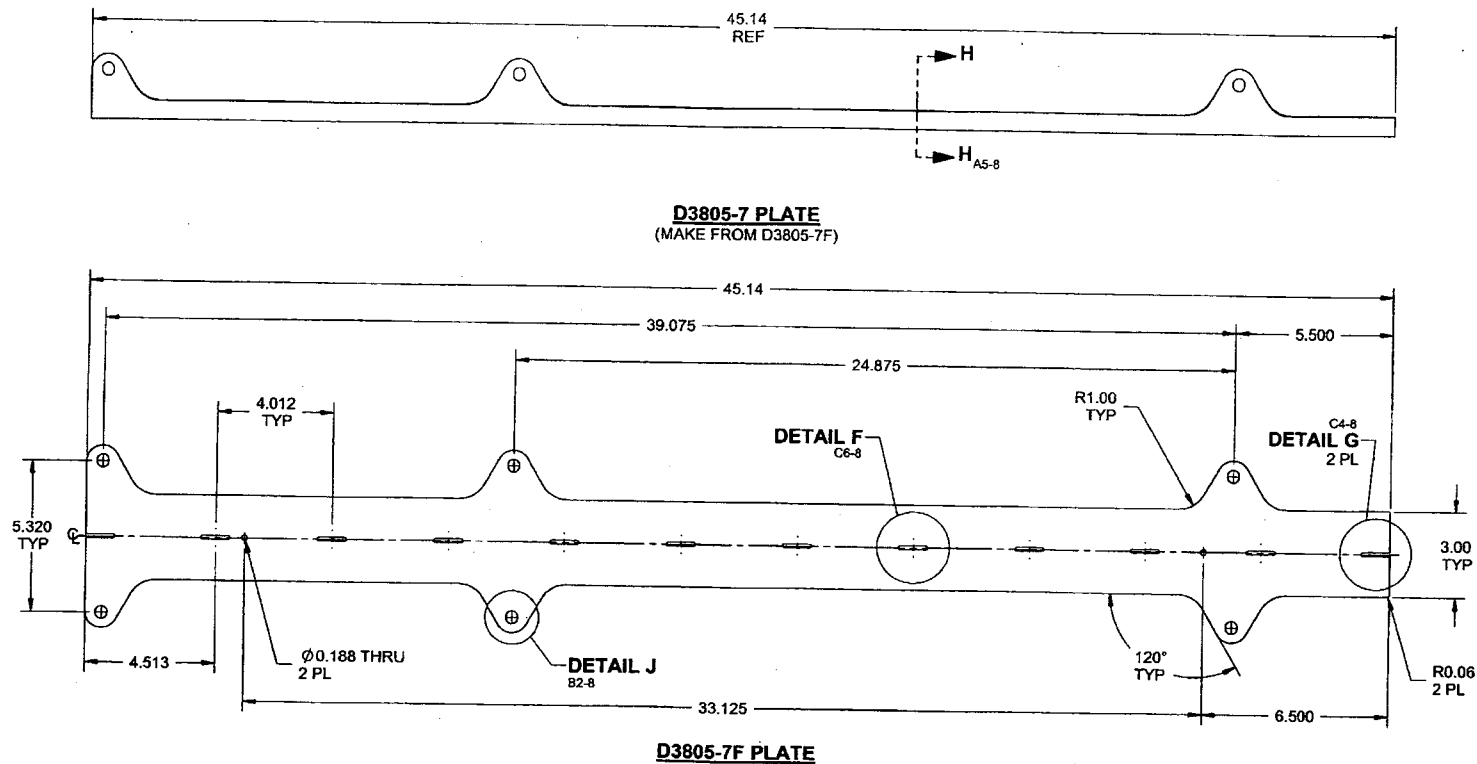 45.14
REF
H
H A5-8
D3805-7 PLATE
(MAKE FROM D3805-7F)
45.14
39.075
5.500
24.875
4.012
TYP
R1.00
TYP
DETAIL F
C6-8
C4-8
DETAIL G
2 PL
5.320
TYP
℄
3.00
TYP
4.513
Ø0.188 THRU
2 PL
DETAIL J
B2-8
120°
TYP
R0.06
2 PL
33.125
6.500
D3805-7F PLATE